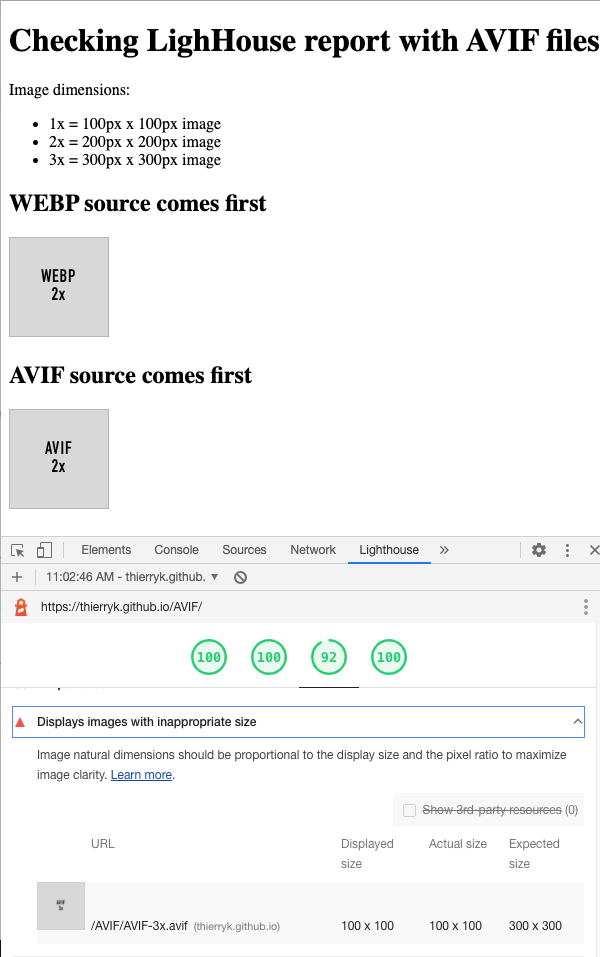 Checking LighHouse report with AVIF files
Image dimensions:
1x = 100px x 100px image
2x = 200px x 200px image
3x = 300px x 300px image
WEBP source comes first
WEBP
2x
AVIF source comes first
AVIF
2x
Elements Console Sources Network Lighthouse
11:02:46 AM - thierryk.github.
https://thierryk.github.io/AVIF/
100 100 92 100
Displays images with inappropriate size
Image natural dimensions should be proportional to the display size and the pixel ratio to maximize
image clarity. Learn more.
Show 3rd-party resources (0)
URL Displayed size Actual size Expected size
AVIF
3x
/AVIF/AVIF-3x.avif (thierryk.github.io) 100 x 100 100 x 100 300 x 300